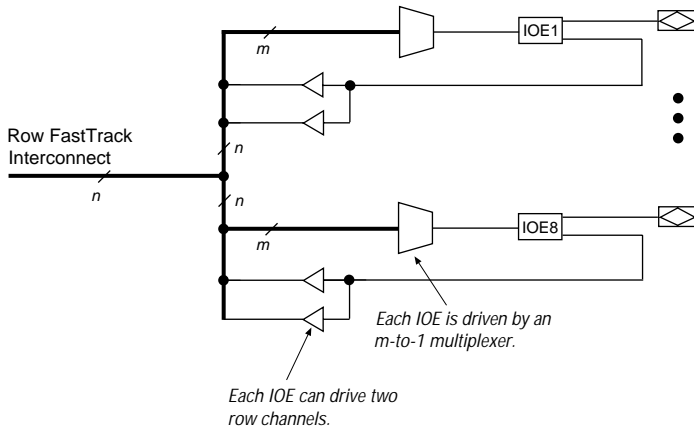 m
IOE1
Row FastTrack
Interconnect
n
n
n
m
IOE8
Each IOE is driven by an
m-to-1 multiplexer.
Each IOE can drive two
row channels.